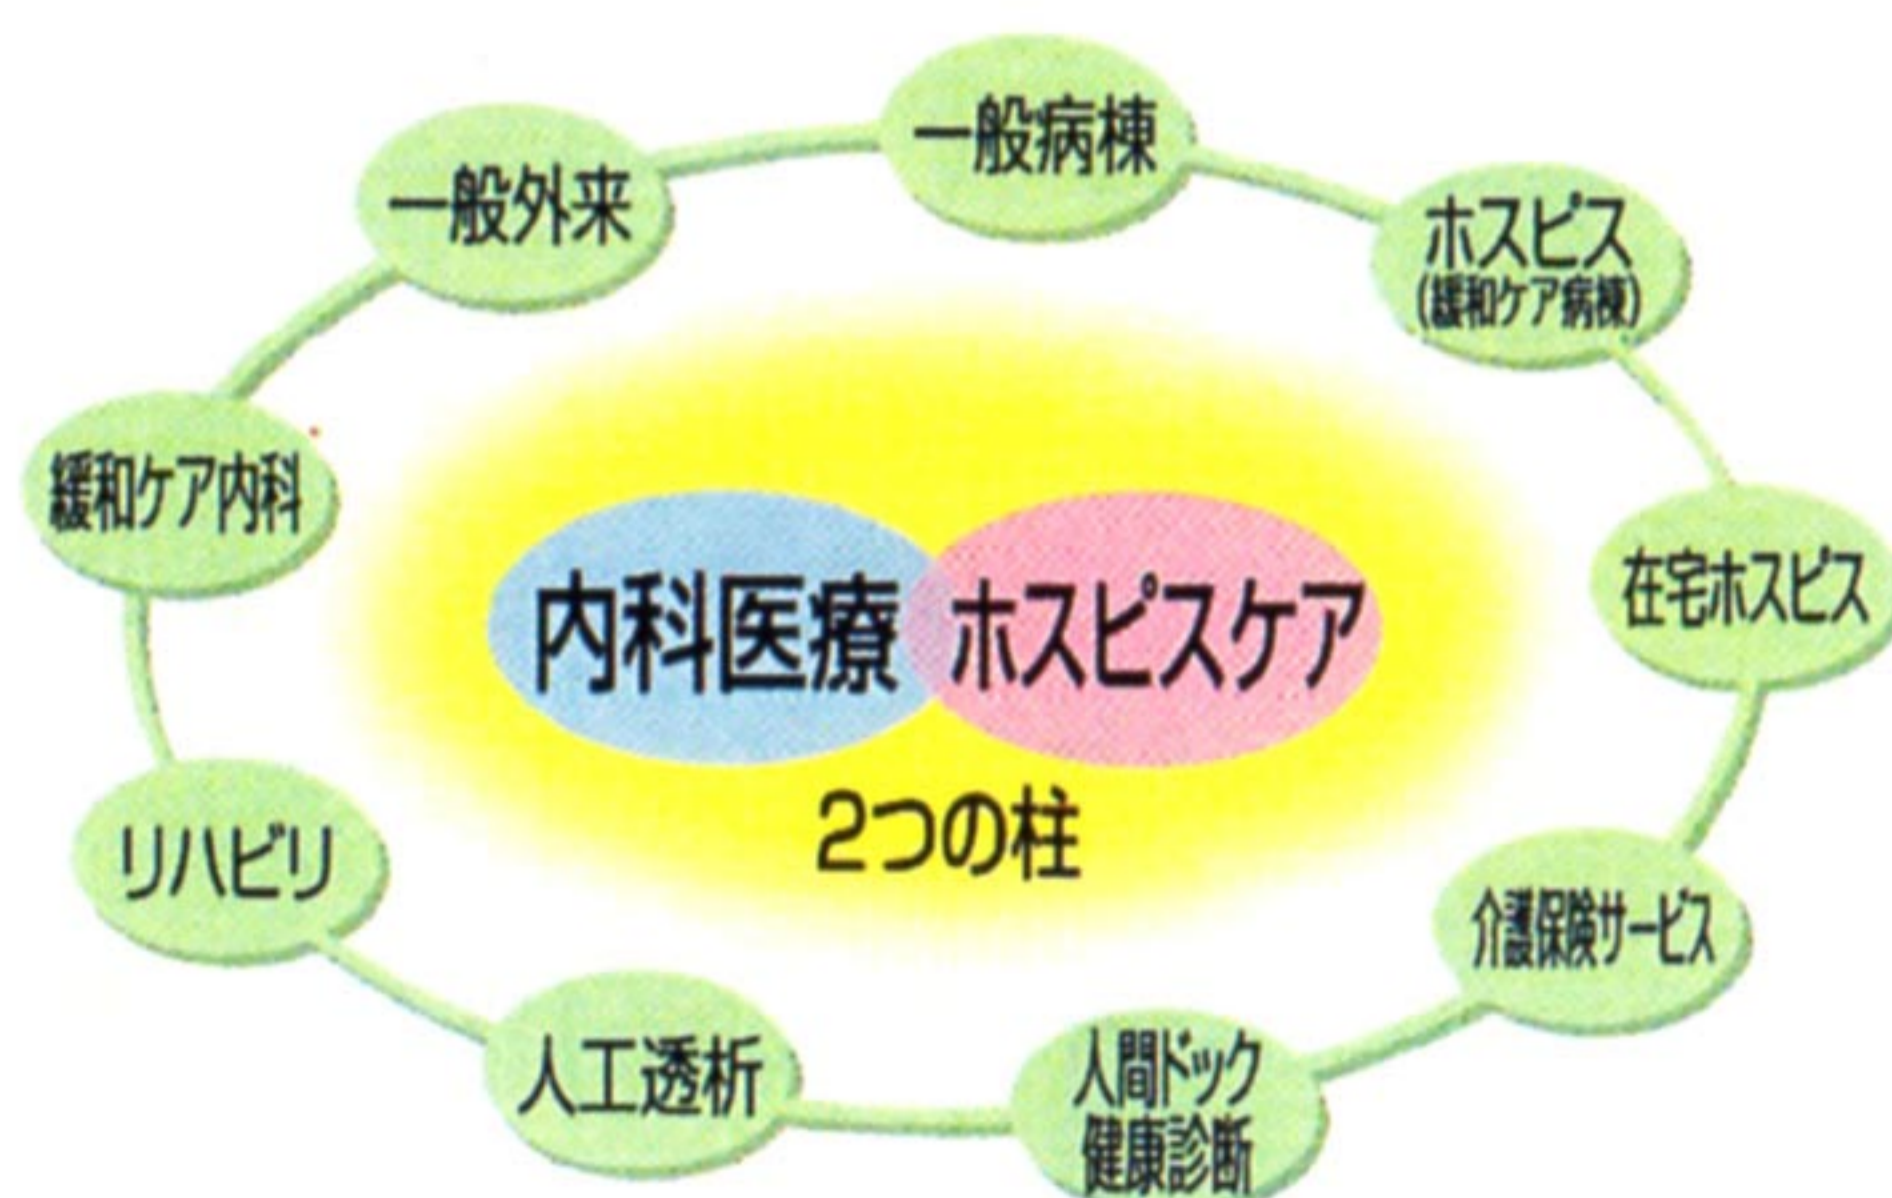 一般病棟
一般外来
ホスピス
(緩和ケア病棟)
緩和ケア内科
在宅ホスピス
内科医療
ホスピスケア
2つの柱
リハビリ
介護保険サービス
人工透析
人間ドック
健康診断